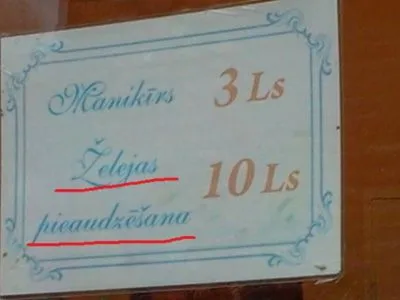 Manikīrs 3 Ls
Želejas
10 Ls
pieaudzēšana